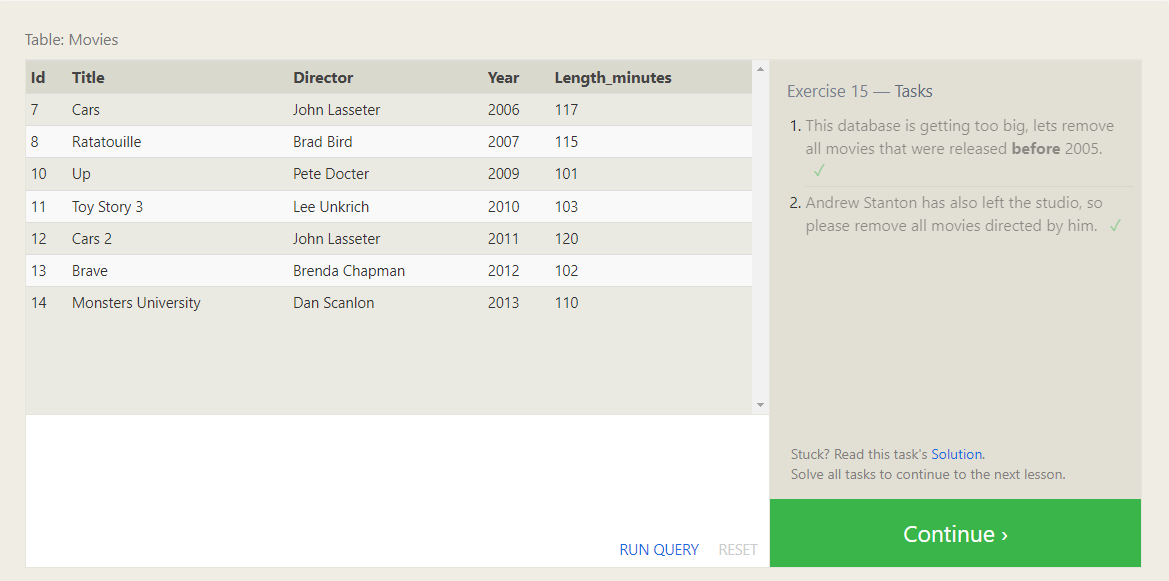 Table: Movies
Id Title Director Year Length_minutes
7 Cars John Lasseter 2006 117
8 Ratatouille Brad Bird 2007 115
10 Up Pete Docter 2009 101
11 Toy Story 3 Lee Unkrich 2010 103
12 Cars 2 John Lasseter 2011 120
13 Brave Brenda Chapman 2012 102
14 Monsters University Dan Scanlon 2013 110
RUN QUERY RESET
Exercise 15 — Tasks
1. This database is getting too big, lets remove
all movies that were released before 2005.
✓
2. Andrew Stanton has also left the studio, so
please remove all movies directed by him. ✓
Stuck? Read this task's Solution.
Solve all tasks to continue to the next lesson.
Continue ›